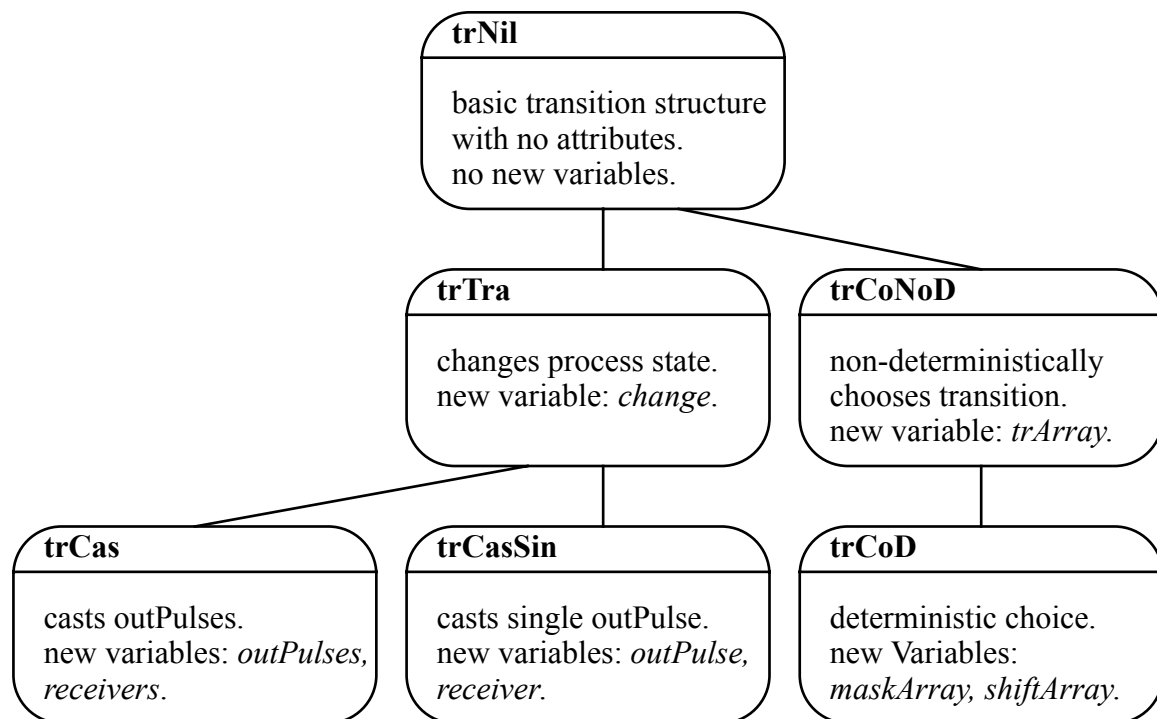 trNil
basic transition structure
with no attributes.
no new variables.
trTra
changes process state.
new variable: change.
trCoNoD
non-deterministically
chooses transition.
new variable: trArray.
trCas
casts outPulses.
new variables: outPulses,
receivers.
trCasSin
casts single outPulse.
new variables: outPulse,
receiver.
trCoD
deterministic choice.
new Variables:
maskArray, shiftArray.